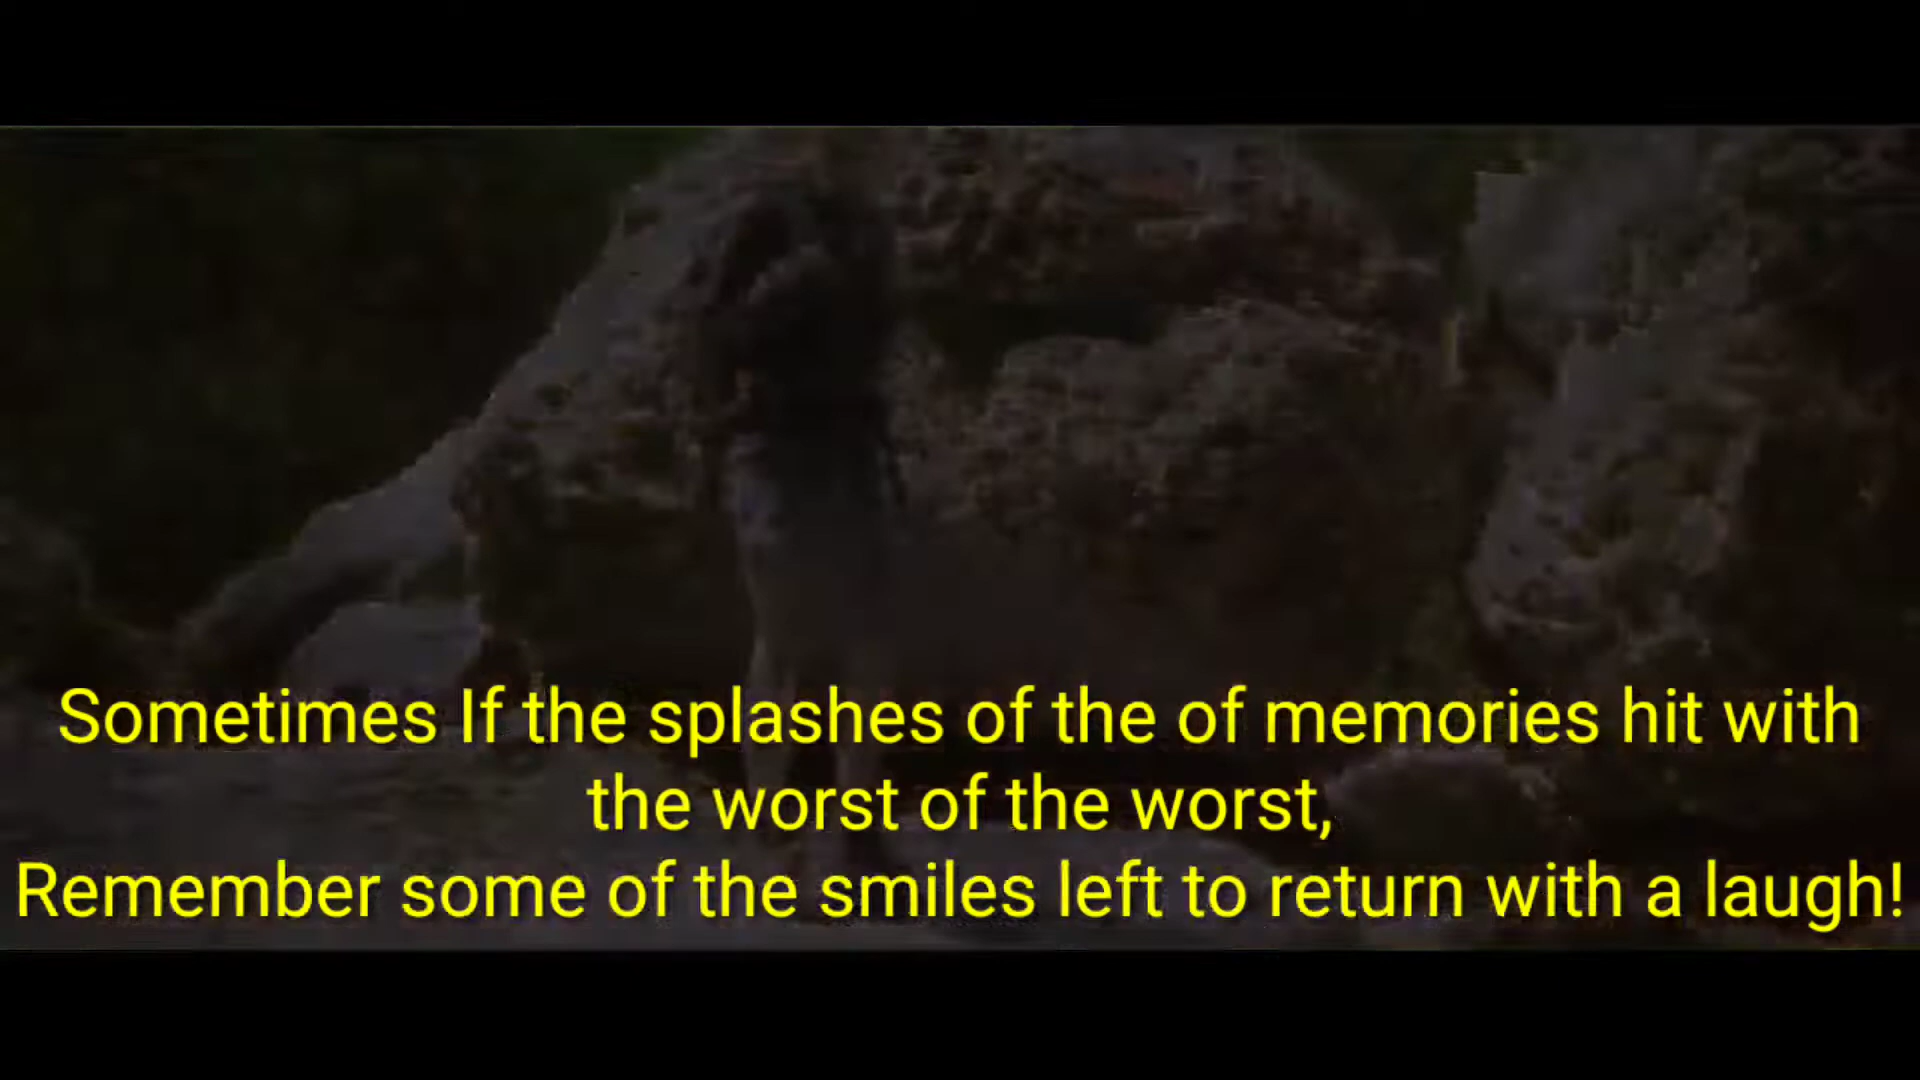 Sometimes If the splashes of the of memories hit with
the worst of the worst,
Remember some of the smiles left to return with a laugh!